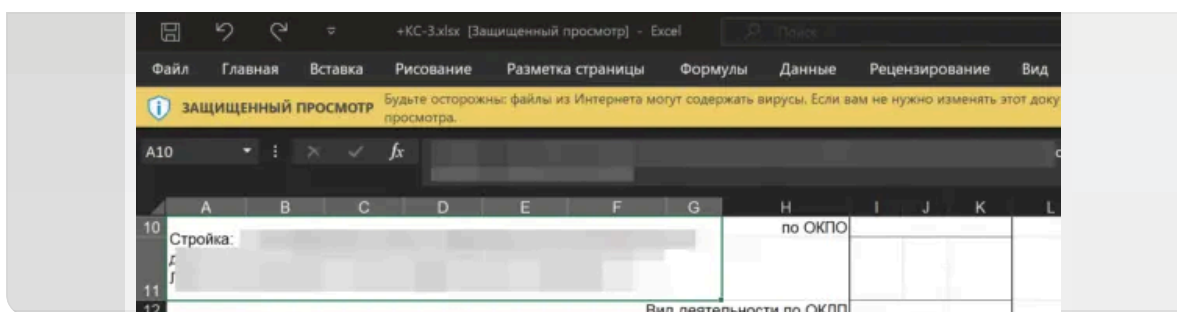 +КС-3.xlsx [Защищенный просмотр] - Excel
Файл Главная Вставка Рисование Разметка страницы Формулы Данные Рецензирование Вид
ЗАЩИЩЕННЫЙ ПРОСМОТР Будьте осторожны: файлы из Интернета могут содержать вирусы. Если вам не нужно изменять этот доку
просмотра.
A10 fx
A B C D E F G H I J K L
10 по ОКПО
Стройка:
11
12 Вид деятельности по ОКДП